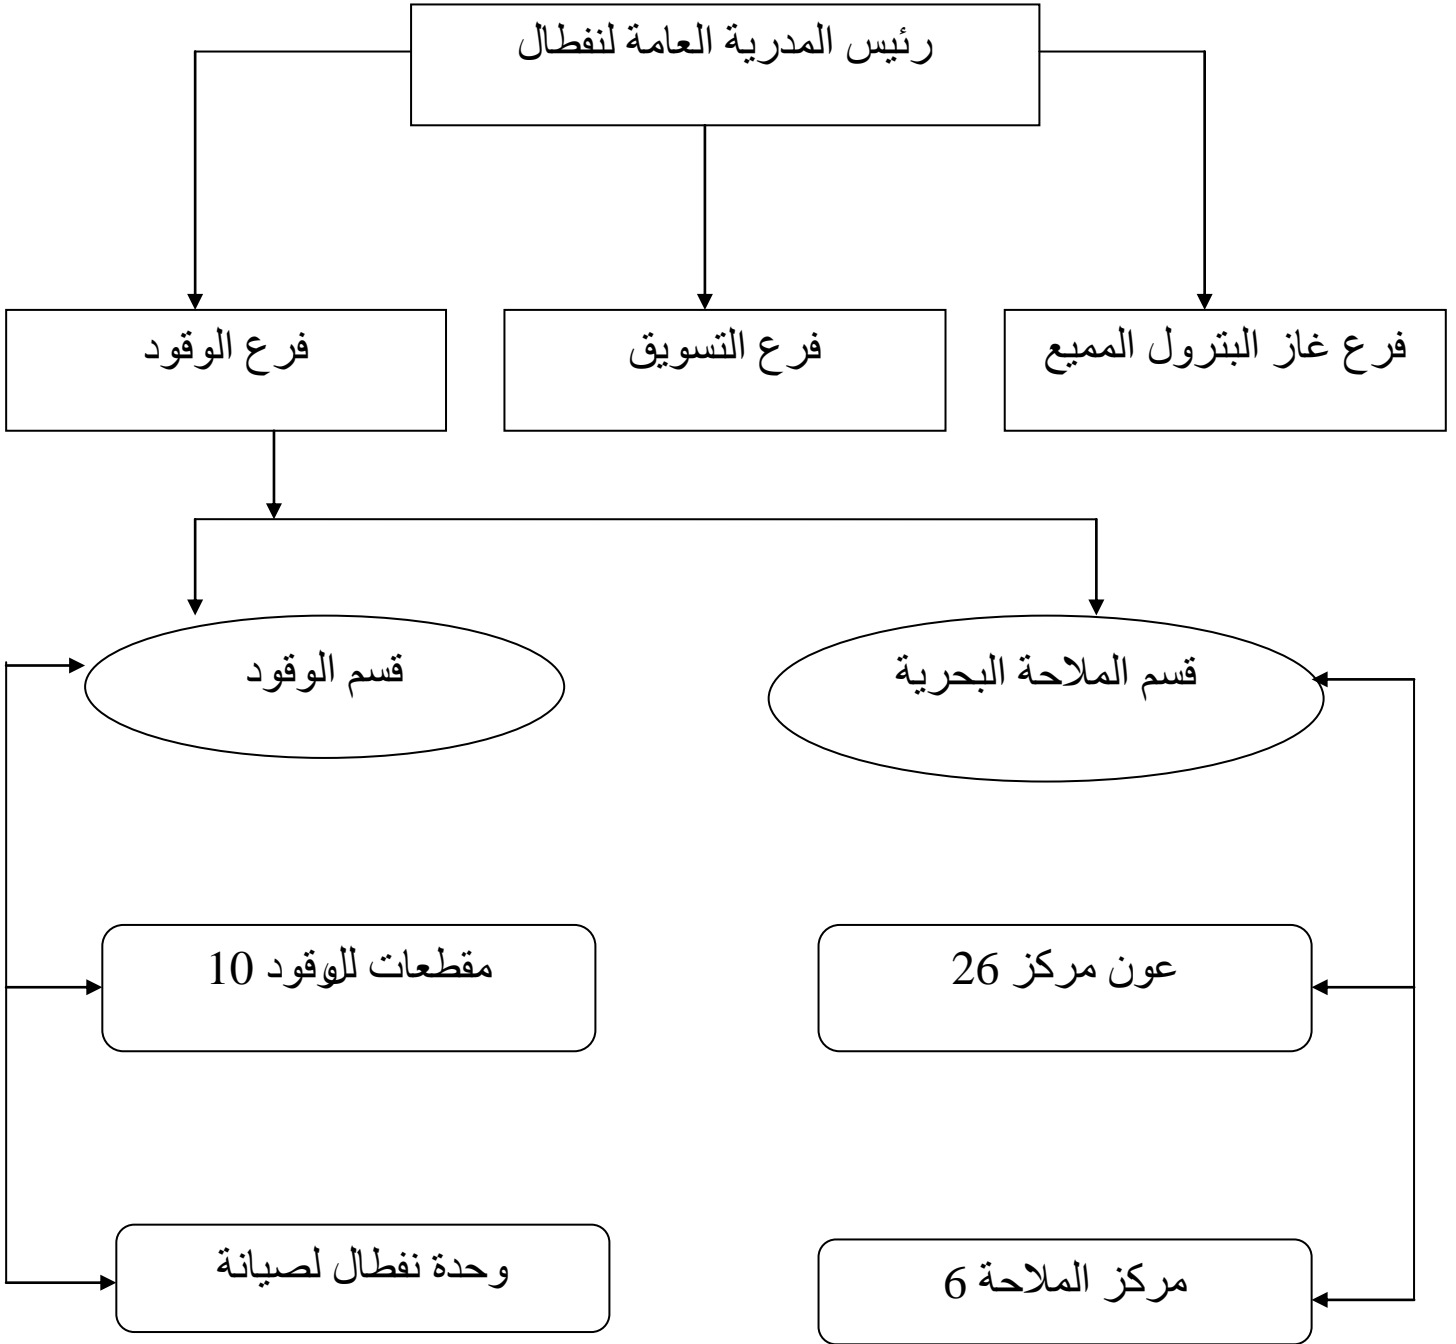 رئيس المدرية العامة لنفطال
فرع غاز البترول المميع
فرع التسويق
فرع الوقود
قسم الملاحة البحرية
قسم الوقود
عون مركز 26
مقطعات للوقود 10
مركز الملاحة 6
وحدة نفطال لصيانة